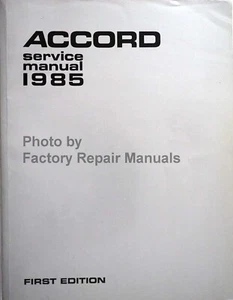 ACCORD
service
manual
1985
Photo by
Factory Repair Manuals
FIRST EDITION